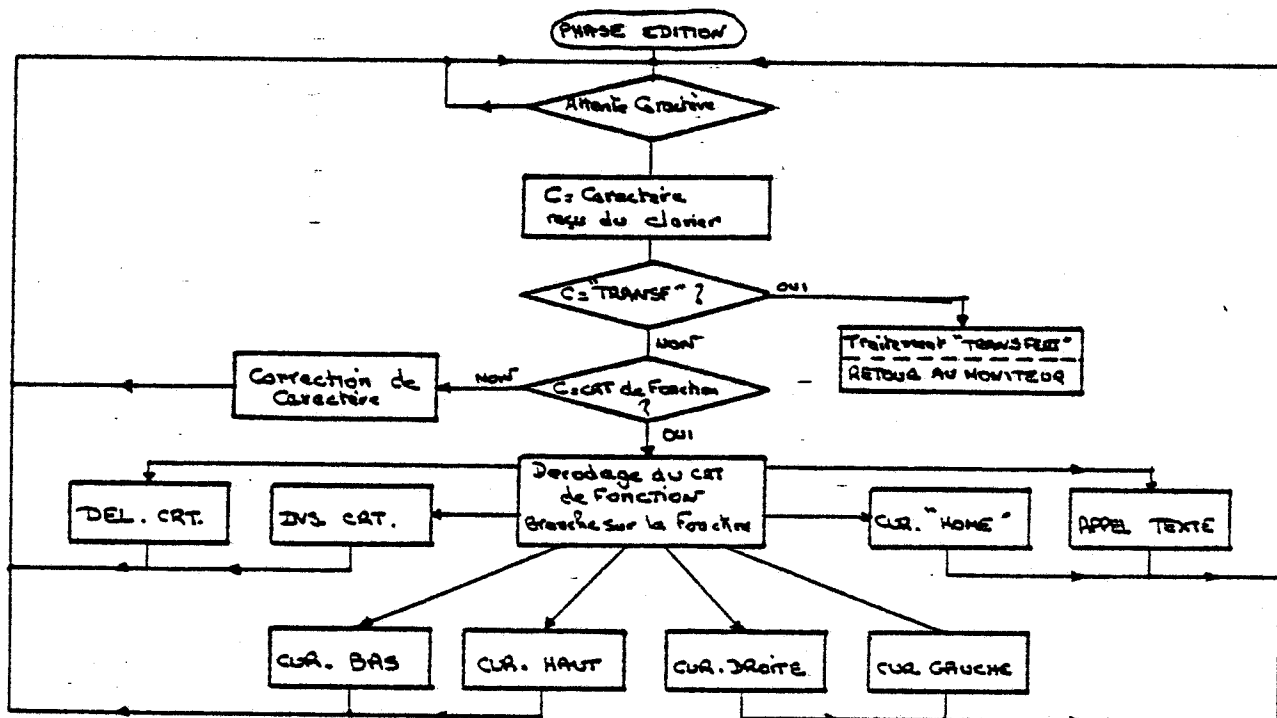 PHASE EDITION
Attente Caractère
C = Caractaire
reçu du clavier
C = "TRANSF" ?
OUI
NON
Traitement "TRANSFERT"
RETOUR AU MONITEUR
Correction de
Caractère
NON
C = CRT de Fonction
?
OUI
Decodage du CRT
de FONCTION
Branche sur la Fonction
DEL. CRT.
INS. CRT.
CUR. "HOME"
APPEL TEXTE
CUR. BAS
CUR. HAUT
CUR. DROITE
CUR GAUCHE